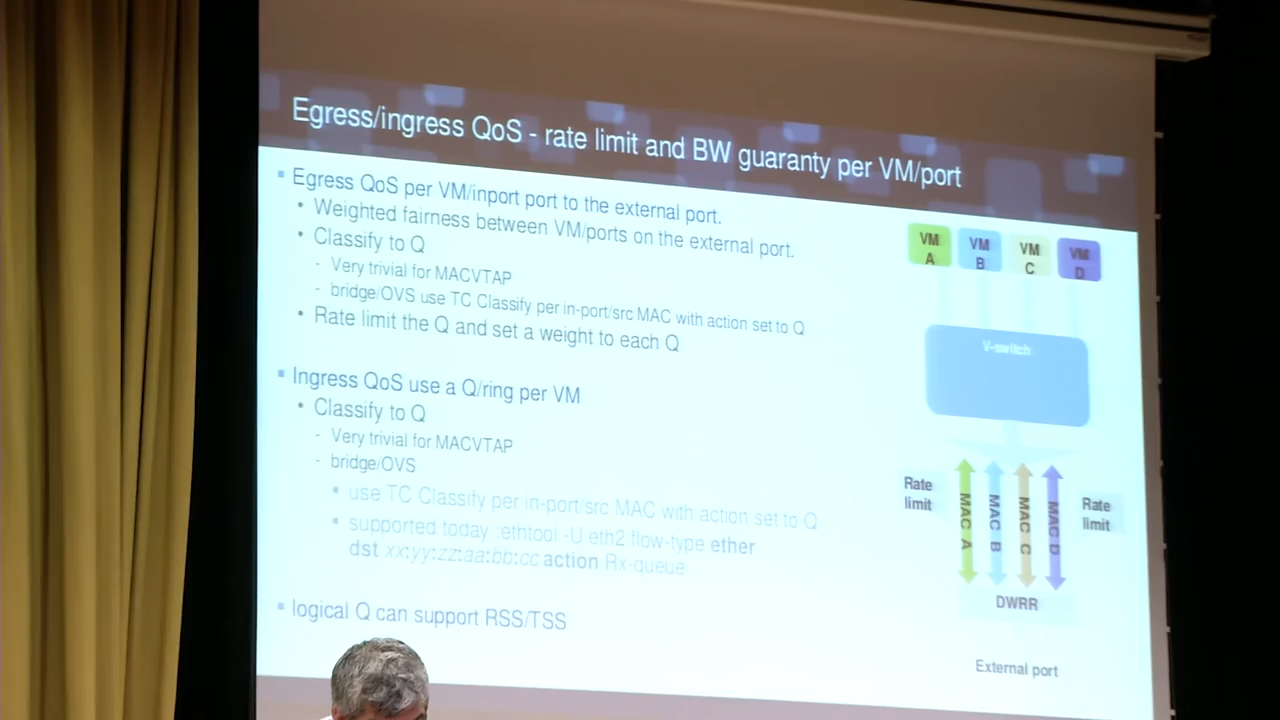 Egress/ingress QoS - rate limit and BW guaranty per VM/port
Egress QoS per VM/inport port to the external port.
Weighted fairness between VM/ports on the external port.
Classify to Q
Very trivial for MACVTAP
bridge/OVS use TC Classify per in-port/src MAC with action set to Q
Rate limit the Q and set a weight to each Q
Ingress QoS use a Q/ring per VM
Classify to Q
Very trivial for MACVTAP
bridge/OVS
use TC Classify per in-port/src MAC with action set to Q
supported today :ethtool -U eth2 flow-type ether
dst xx:yy:zz:aa:bb:cc action Rx-queue
logical Q can support RSS/TSS
VM
A
VM
B
VM
C
VM
D
V-switch
Rate
limit
MAC A
MAC B
MAC C
MAC D
Rate
limit
DWRR
External port